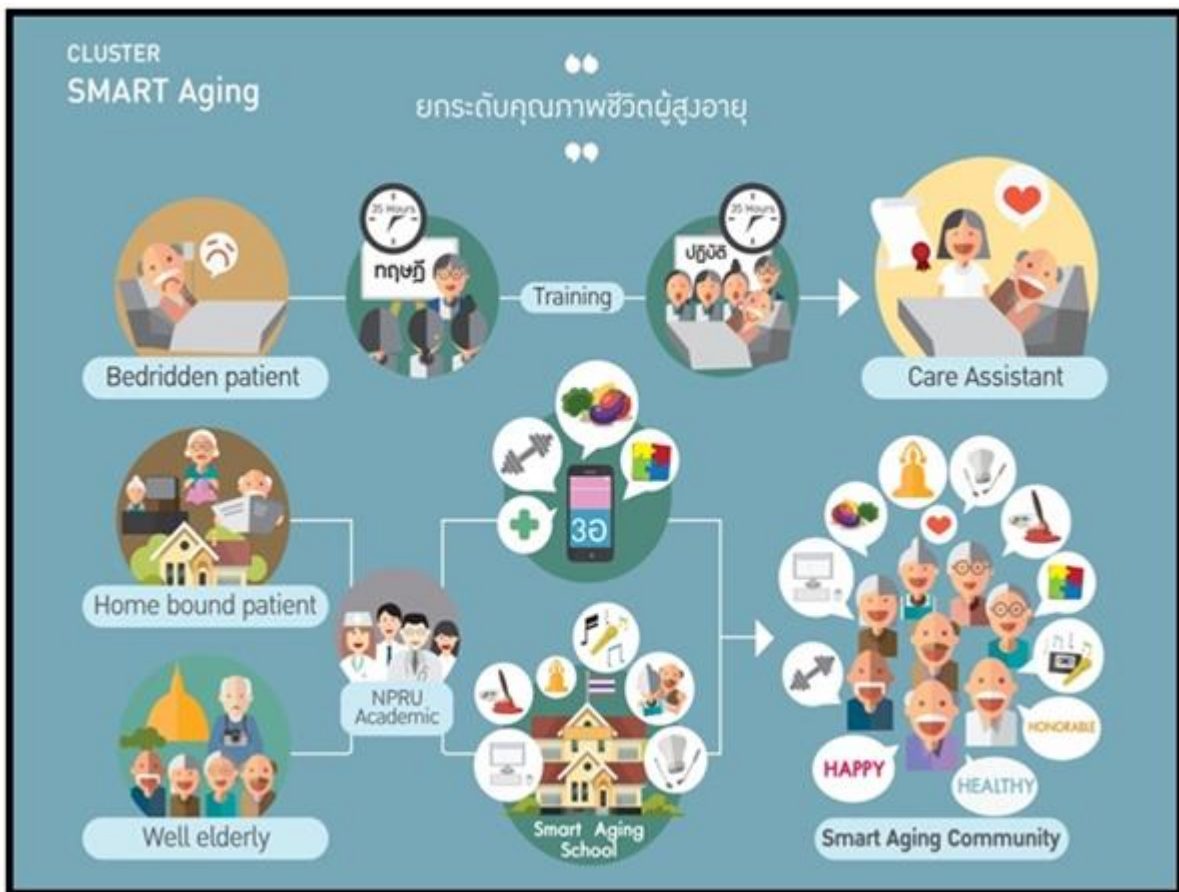 CLUSTER
SMART Aging
ยกระดับคุณภาพชีวิตผู้สูงอายุ
35 Hours
ทฤษฎี
Training
35 Hours
ปฏิบัติ
Bedridden patient
Care Assistant
3อ
Home bound patient
NPRU
Academic
Well elderly
Smart Aging
School
HAPPY
HEALTHY
HONORABLE
Smart Aging Community